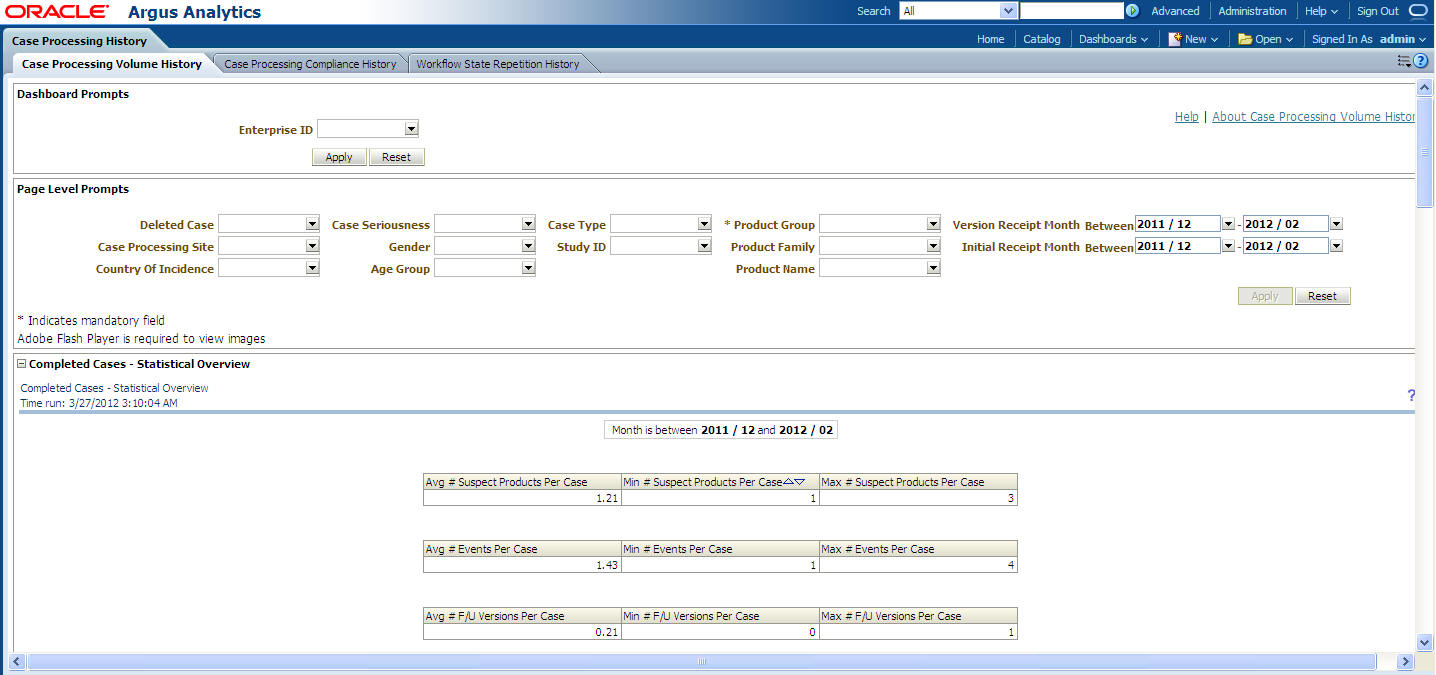 ORACLE Argus Analytics Search All Advanced Administration Help Sign Out
Case Processing History Home Catalog Dashboards New Open Signed In As admin
Case Processing Volume History Case Processing Compliance History Workflow State Repetition History
Dashboard Prompts
Help | About Case Processing Volume Histor
Enterprise ID
Apply Reset
Page Level Prompts
Deleted Case Case Seriousness Case Type * Product Group Version Receipt Month Between 2011 / 12 - 2012 / 02
Case Processing Site Gender Study ID Product Family Initial Receipt Month Between 2011 / 12 - 2012 / 02
Country Of Incidence Age Group Product Name
Apply Reset
* Indicates mandatory field
Adobe Flash Player is required to view images
Completed Cases - Statistical Overview
Completed Cases - Statistical Overview
Time run: 3/27/2012 3:10:04 AM
?
Month is between 2011 / 12 and 2012 / 02
Avg # Suspect Products Per Case Min # Suspect Products Per Case Max # Suspect Products Per Case
1.21 1 3
Avg # Events Per Case Min # Events Per Case Max # Events Per Case
1.43 1 4
Avg # F/U Versions Per Case Min # F/U Versions Per Case Max # F/U Versions Per Case
0.21 0 1